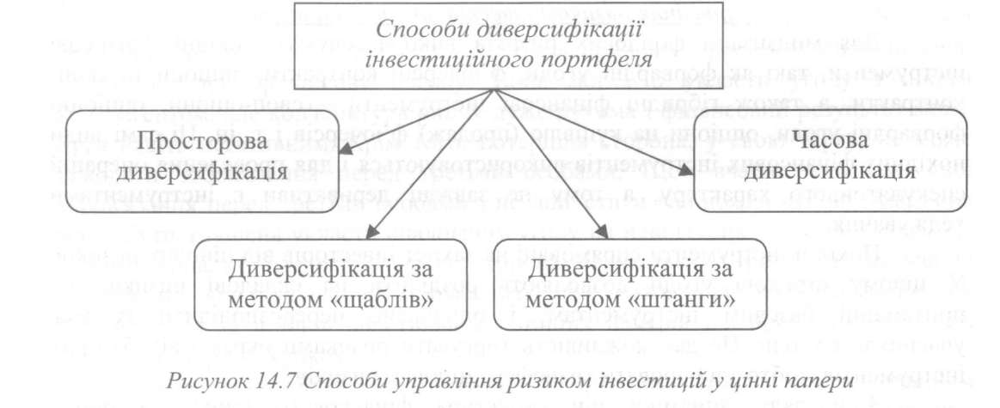 Способи диверсифікації
інвестиційного портфеля
Просторова
диверсифікація
Часова
диверсифікація
Диверсифікація за
методом «щаблів»
Диверсифікація за
методом «штанги»
Рисунок 14.7 Способи управління ризиком інвестицій у цінні папери